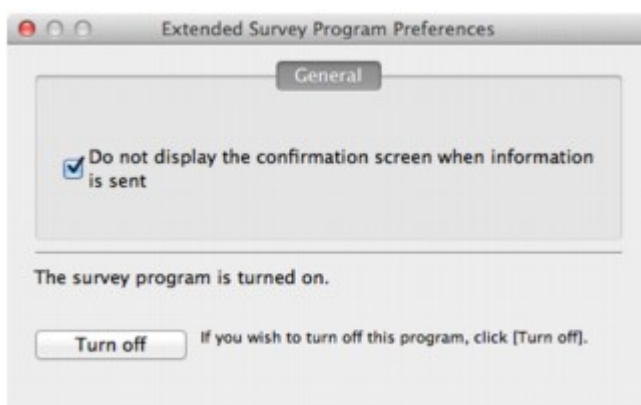 Extended Survey Program Preferences
General
Do not display the confirmation screen when information
is sent
The survey program is turned on.
Turn off
If you wish to turn off this program, click [Turn off].